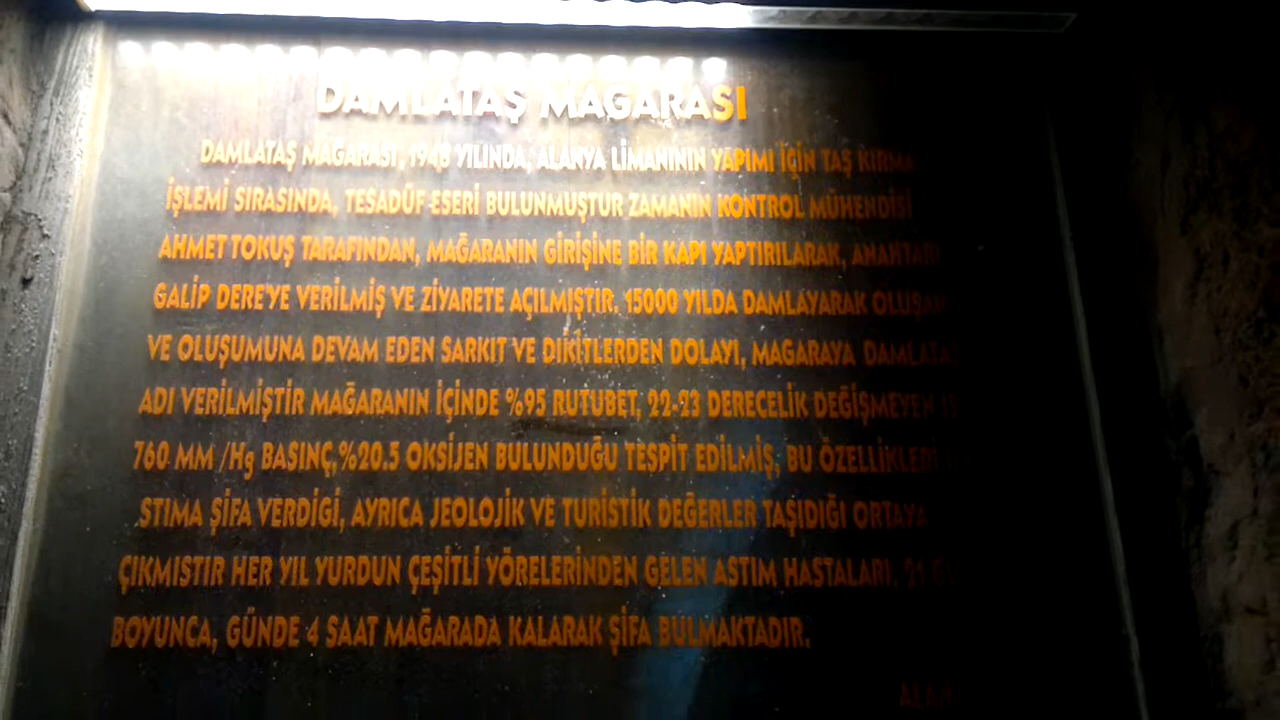 DAMLATAŞ MAĞARASI
DAMLATAŞ MAĞARASI, 1948 YILINDA, ALANYA LİMANININ YAPIMI İÇİN TAŞ KIRMA
İŞLEMİ SIRASINDA, TESADÜF ESERİ BULUNMUŞTUR ZAMANIN KONTROL MÜHENDİSİ
AHMET TOKUŞ TARAFINDAN, MAĞARANIN GİRİŞİNE BİR KAPI YAPTIRILARAK, ANAHTARI
GALİP DERE'YE VERİLMİŞ VE ZİYARETE AÇILMIŞTIR. 15000 YILDA DAMLAYARAK OLUŞAN
VE OLUŞUMUNA DEVAM EDEN SARKIT VE DİKİTLERDEN DOLAYI, MAGARAYA DAMLATAŞ
ADI VERİLMİŞTİR MAĞARANIN İÇİNDE %95 RUTUBET, 22-23 DERECELİK DEĞİŞMEYEN
760 MM /Hg BASINÇ,%20.5 OKSİJEN BULUNDUĞU TESPİT EDİLMİŞ, BU ÖZELLİKLERİ
STIMA ŞİFA VERDİĞİ, AYRICA JEOLOJİK VE TURİSTİK DEĞERLER TAŞIDIĞI ORTAYA
ÇIKMISTIR HER YIL YURDUN ÇEŞİTLİ YÖRELERİNDEN GELEN ASTIM HASTALARI, 21
BOYUNCA, GÜNDE 4 SAAT MAĞARADA KALARAK ŞİFA BULMAKTADIR.